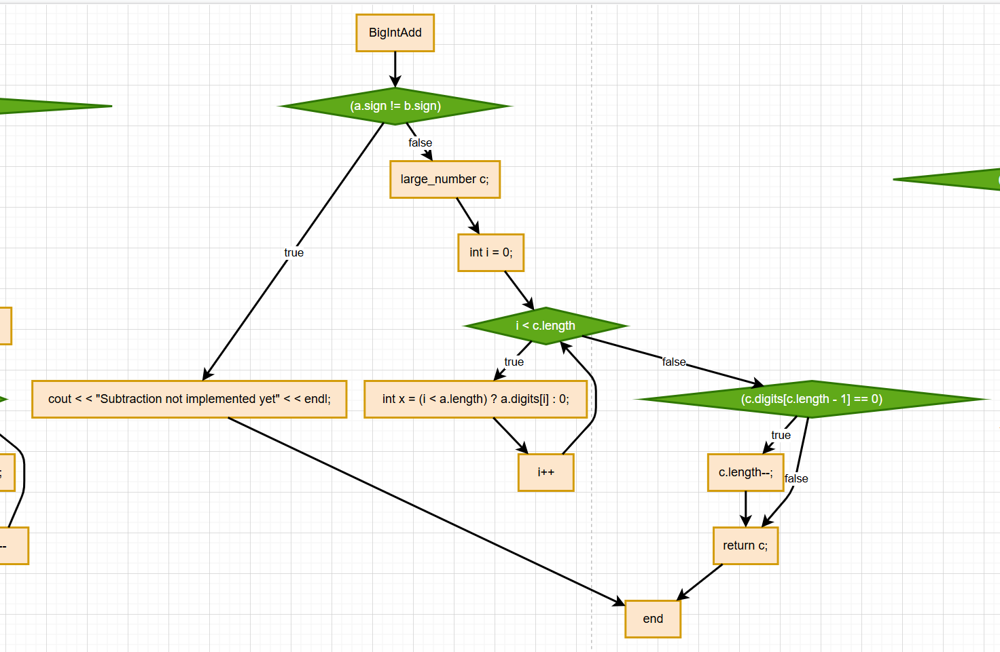 BigIntAdd
(a.sign != b.sign)
false
large_number c;
true
int i = 0;
i < c.length
true
false
cout < < "Subtraction not implemented yet" < < endl;
int x = (i < a.length) ? a.digits[i] : 0;
(c.digits[c.length - 1] == 0)
true
;
i++
c.length--;
false
--
return c;
end